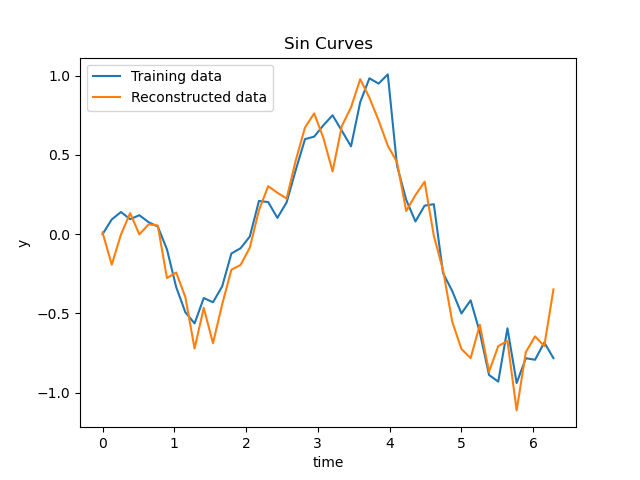 Sin Curves
Training data
Reconstructed data
1.0
0.5
0.0
−0.5
−1.0
y
0 1 2 3 4 5 6
time